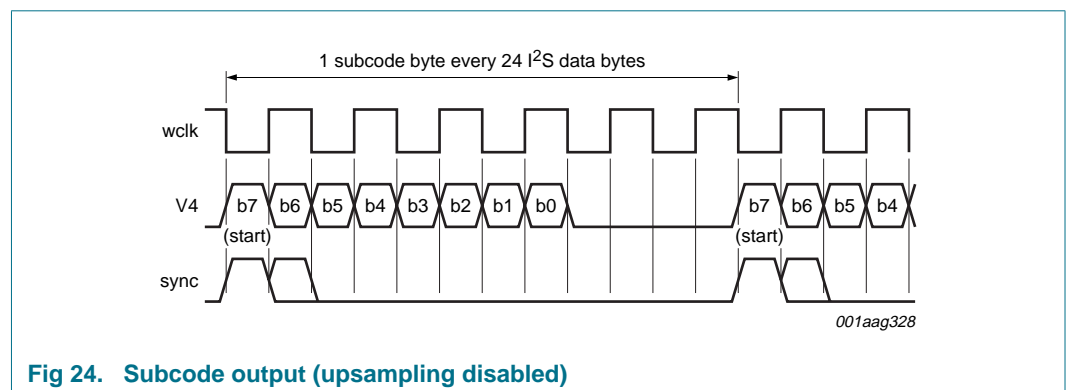 1 subcode byte every 24 I²S data bytes
wclk
V4 b7 b6 b5 b4 b3 b2 b1 b0 b7 b6 b5 b4
(start) (start)
sync
001aag328
Fig 24. Subcode output (upsampling disabled)